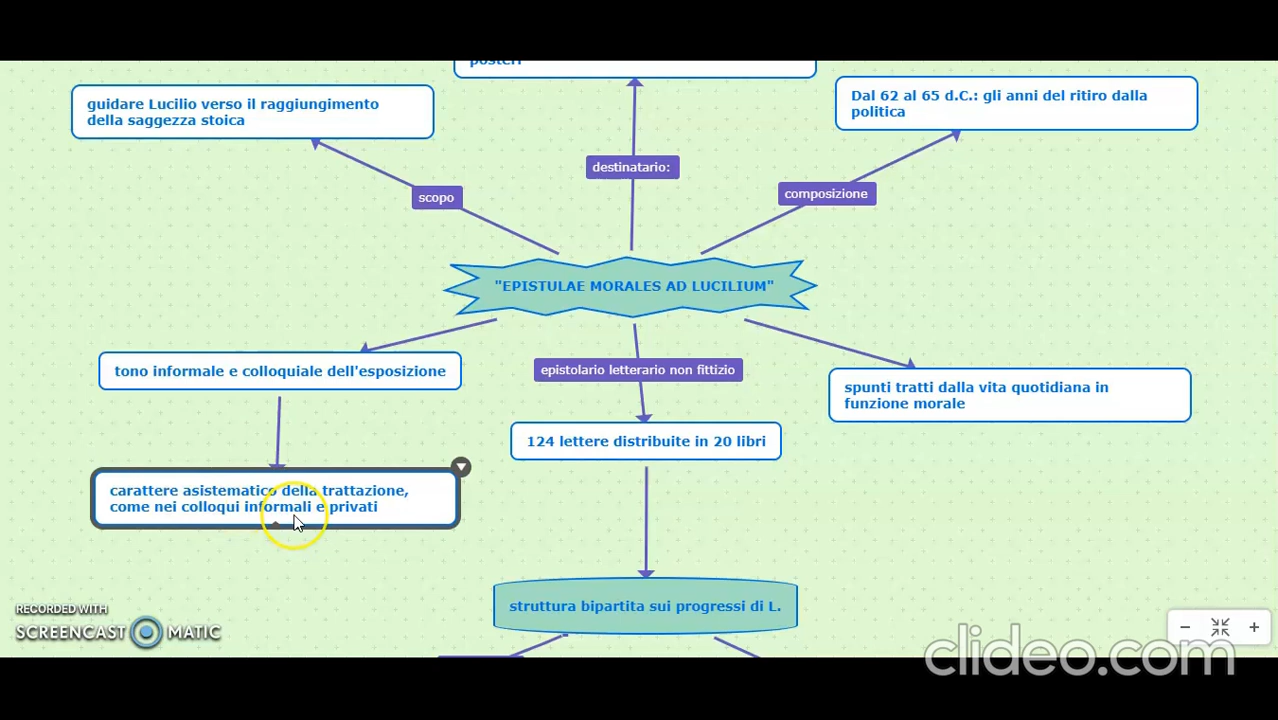 posteri
guidare Lucilio verso il raggiungimento
della saggezza stoica
Dal 62 al 65 d.C.: gli anni del ritiro dalla
politica
destinatario:
scopo
composizione
"EPISTULAE MORALES AD LUCILIUM"
tono informale e colloquiale dell'esposizione
epistolario letterario non fittizio
spunti tratti dalla vita quotidiana in
funzione morale
124 lettere distribuite in 20 libri
carattere asistematico della trattazione,
come nei colloqui informali e privati
struttura bipartita sui progressi di L.
RECORDED WITH
SCREENCAST MATIC
clideo.com